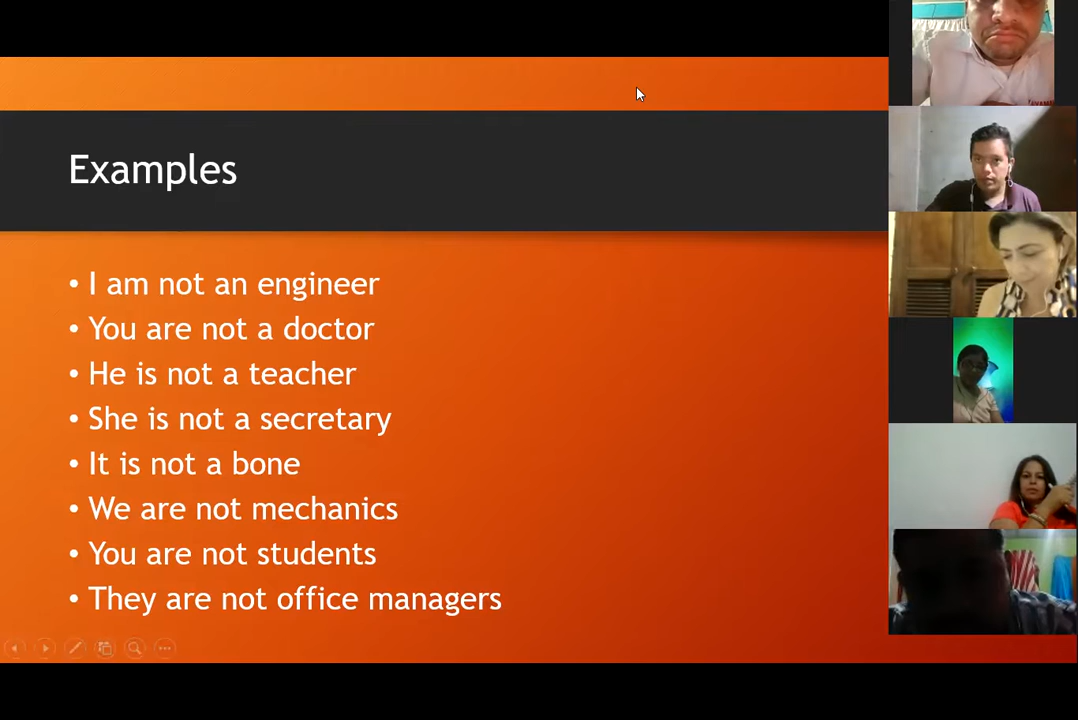 Examples
• I am not an engineer
• You are not a doctor
• He is not a teacher
• She is not a secretary
• It is not a bone
• We are not mechanics
• You are not students
• They are not office managers